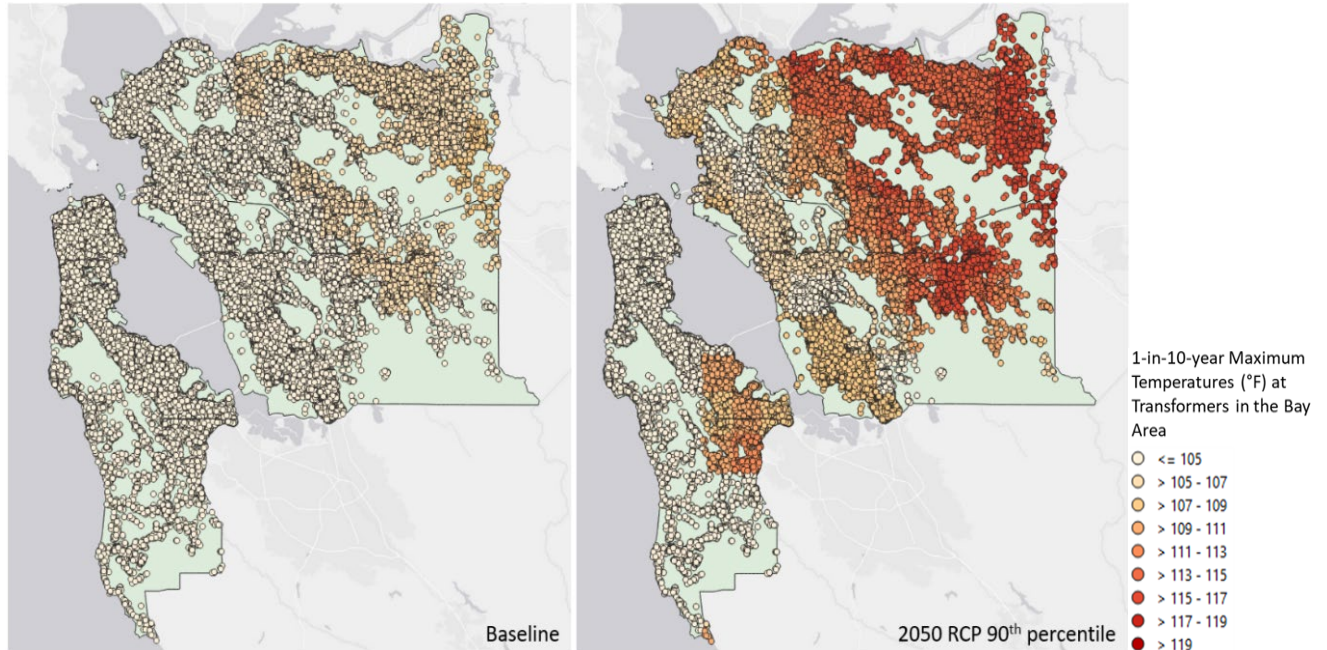 Baseline
2050 RCP 90th percentile
1-in-10-year Maximum
Temperatures (°F) at
Transformers in the Bay
Area
<= 105
> 105 - 107
> 107 - 109
> 109 - 111
> 111 - 113
> 113 - 115
> 115 - 117
> 117 - 119
> 119